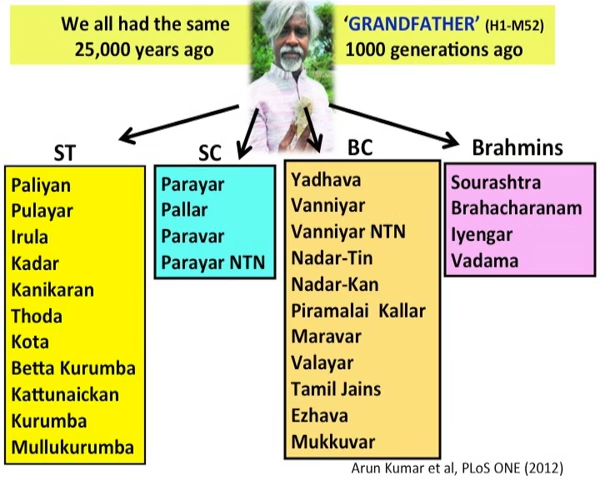 We all had the same
25,000 years ago
‘GRANDFATHER’ (H1-M52)
1000 generations ago
ST
Paliyan
Pulayar
Irula
Kadar
Kanikaran
Thoda
Kota
Betta Kurumba
Kattunaickan
Kurumba
Mullukurumba
SC
Parayar
Pallar
Paravar
Parayar NTN
BC
Yadhava
Vanniyar
Vanniyar NTN
Nadar-Tin
Nadar-Kan
Piramalai Kallar
Maravar
Valayar
Tamil Jains
Ezhava
Mukkuvar
Brahmins
Sourashtra
Brahacharanam
Iyengar
Vadama
Arun Kumar et al, PLoS ONE (2012)